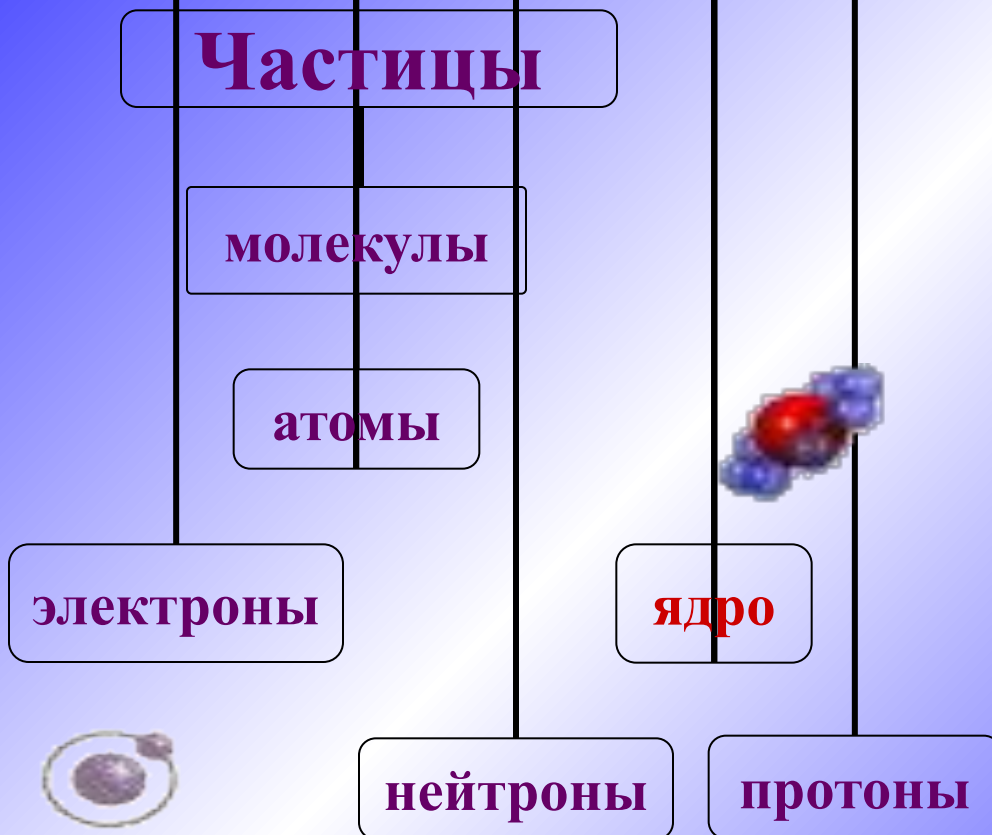 Частицы
молекулы
атомы
электроны
ядро
нейтроны
протоны